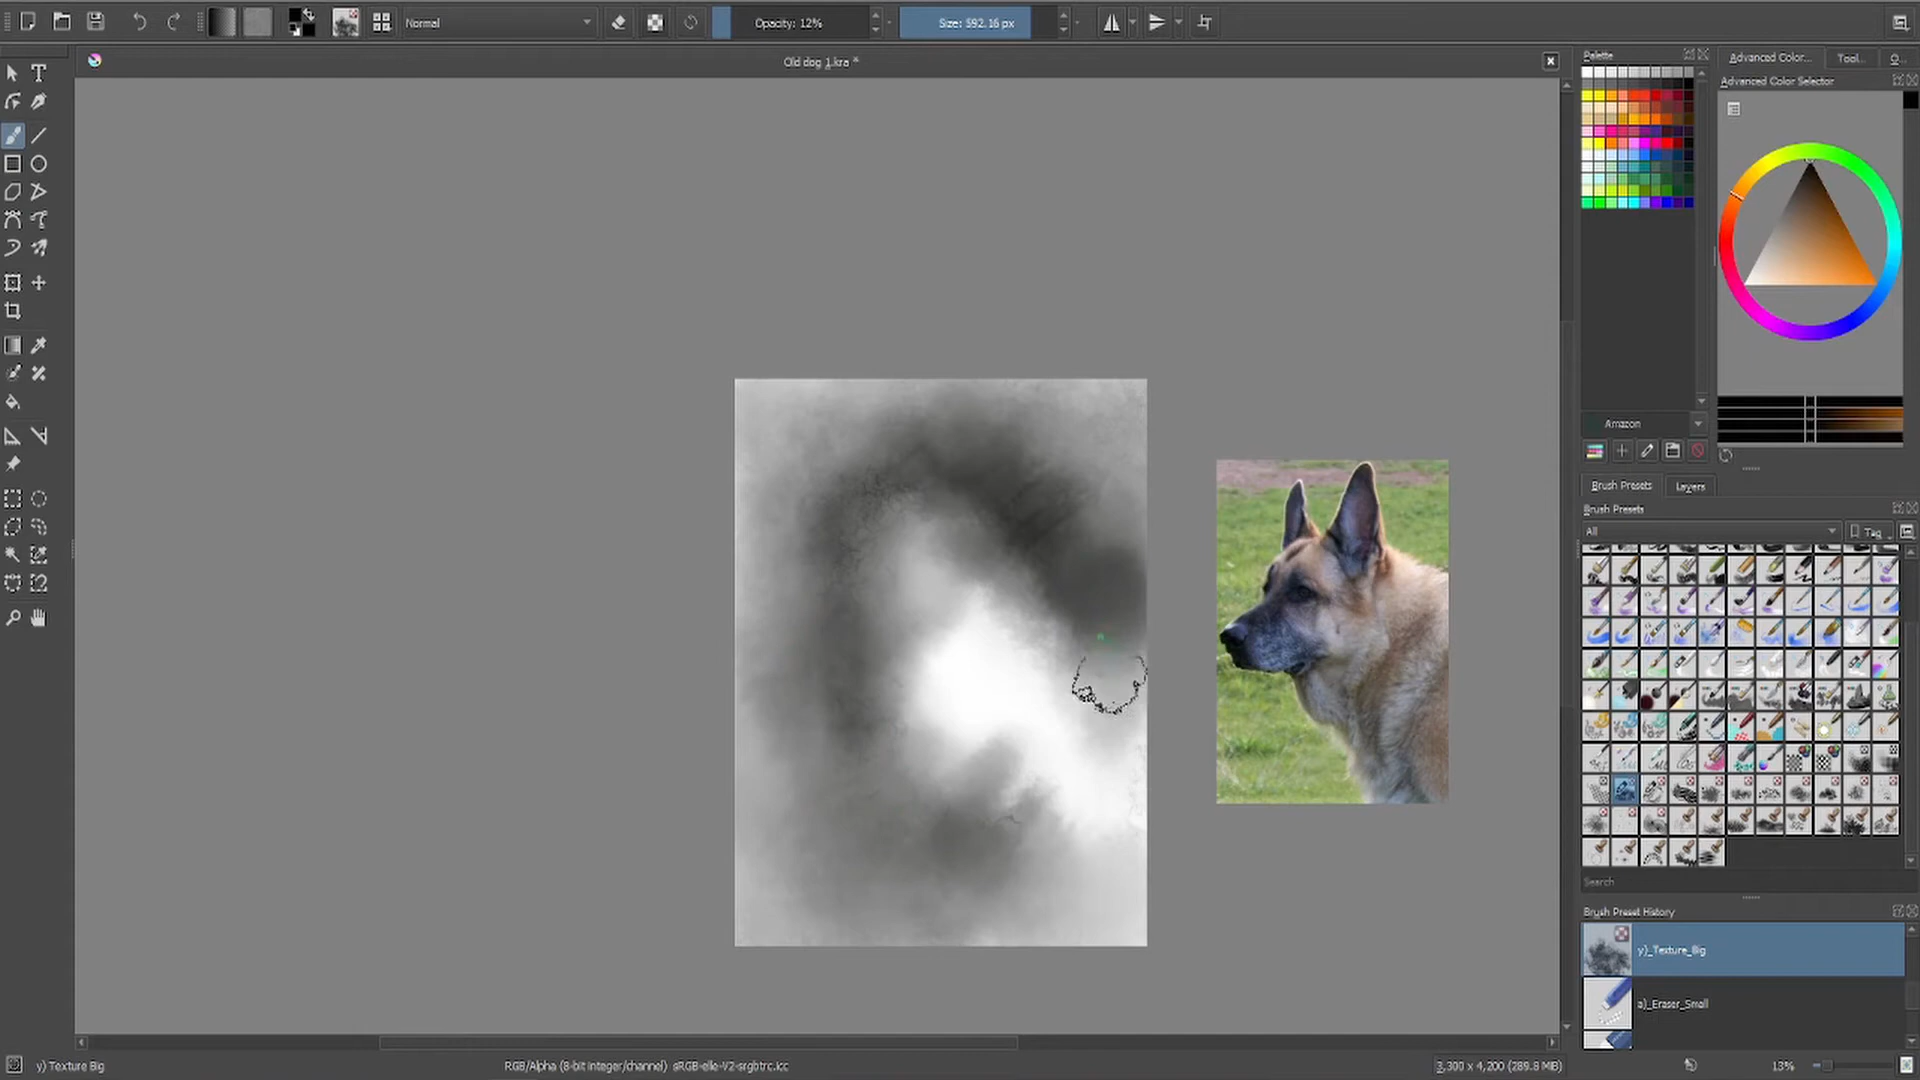 Normal
Opacity: 12%
Size: 592.16 px
Old dog 1.kra *
Palette
Advanced Color...
Tool...
O...
Advanced Color Selector
Amazon
Brush Presets
Layers
Brush Presets
All
Tag
Search
Brush Preset History
y)_Texture_Big
a)_Eraser_Small
y) Texture Big
RGB/Alpha (8-bit integer/channel) sRGB-elle-V2-srgbtrc.icc
3,300 x 4,200 (289.8 MiB)
13%